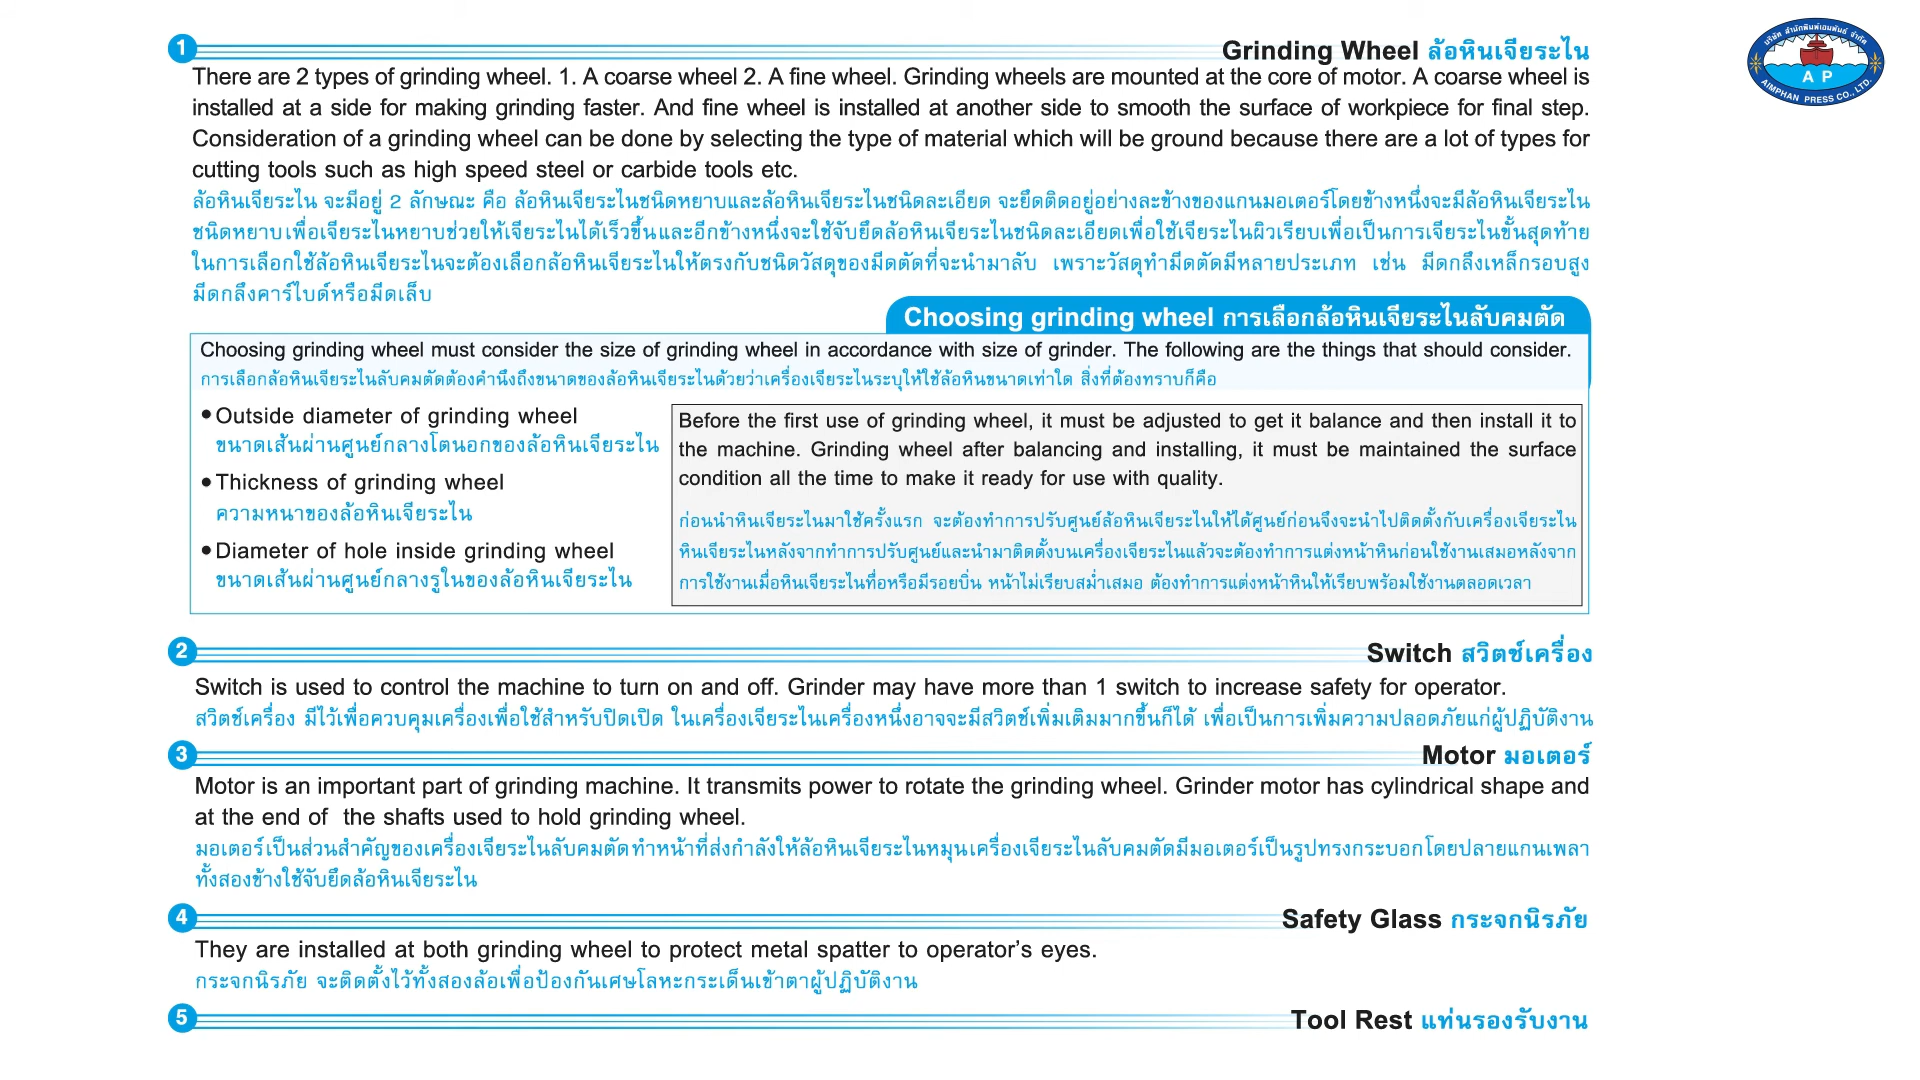 1 Grinding Wheel ล้อหินเจียระไน
There are 2 types of grinding wheel. 1. A coarse wheel 2. A fine wheel. Grinding wheels are mounted at the core of motor. A coarse wheel is
installed at a side for making grinding faster. And fine wheel is installed at another side to smooth the surface of workpiece for final step.
Consideration of a grinding wheel can be done by selecting the type of material which will be ground because there are a lot of types for
cutting tools such as high speed steel or carbide tools etc.
ล้อหินเจียระไน จะมีอยู่ 2 ลักษณะ คือ ล้อหินเจียระไนชนิดหยาบและล้อหินเจียระไนชนิดละเอียด จะยึดติดอยู่อย่างละข้างของแกนมอเตอร์โดยข้างหนึ่งจะมีล้อหินเจียระไน
ชนิดหยาบเพื่อเจียระไนหยาบช่วยให้เจียระไนได้เร็วขึ้นและอีกข้างหนึ่งจะใช้จับยึดล้อหินเจียระไนชนิดละเอียดเพื่อใช้เจียระไนผิวเรียบเพื่อเป็นการเจียระไนขั้นสุดท้าย
ในการเลือกใช้ล้อหินเจียระไนจะต้องเลือกล้อหินเจียระไนให้ตรงกับชนิดวัสดุของมีดตัดที่จะนำมาลับ เพราะวัสดุทำมีดตัดมีหลายประเภท เช่น มีดกลึงเหล็กรอบสูง
มีดกลึงคาร์ไบด์หรือมีดเล็บ
Choosing grinding wheel การเลือกล้อหินเจียระไนลับคมตัด
Choosing grinding wheel must consider the size of grinding wheel in accordance with size of grinder. The following are the things that should consider.
การเลือกล้อหินเจียระไนลับคมตัดต้องคำนึงถึงขนาดของล้อหินเจียระไนด้วยว่าเครื่องเจียระไนระบุให้ใช้ล้อหินขนาดเท่าใด สิ่งที่ต้องทราบก็คือ
• Outside diameter of grinding wheel
ขนาดเส้นผ่านศูนย์กลางโตนอกของล้อหินเจียระไน
• Thickness of grinding wheel
ความหนาของล้อหินเจียระไน
• Diameter of hole inside grinding wheel
ขนาดเส้นผ่านศูนย์กลางรูในของล้อหินเจียระไน
Before the first use of grinding wheel, it must be adjusted to get it balance and then install it to
the machine. Grinding wheel after balancing and installing, it must be maintained the surface
condition all the time to make it ready for use with quality.
ก่อนนำหินเจียระไนมาใช้ครั้งแรก จะต้องทำการปรับศูนย์ล้อหินเจียระไนให้ได้ศูนย์ก่อนจึงจะนำไปติดตั้งกับเครื่องเจียระไน
หินเจียระไนหลังจากทำการปรับศูนย์และนำมาติดตั้งบนเครื่องเจียระไนแล้วจะต้องทำการแต่งหน้าหินก่อนใช้งานเสมอหลังจาก
การใช้งานเมื่อหินเจียระไนทื่อหรือมีรอยบิ่น หน้าไม่เรียบสม่ำเสมอ ต้องทำการแต่งหน้าหินให้เรียบพร้อมใช้งานตลอดเวลา
2 Switch สวิตช์เครื่อง
Switch is used to control the machine to turn on and off. Grinder may have more than 1 switch to increase safety for operator.
สวิตช์เครื่อง มีไว้เพื่อควบคุมเครื่องเพื่อใช้สำหรับปิดเปิด ในเครื่องเจียระไนเครื่องหนึ่งอาจจะมีสวิตช์เพิ่มเติมมากขึ้นก็ได้ เพื่อเป็นการเพิ่มความปลอดภัยแก่ผู้ปฏิบัติงาน
3 Motor มอเตอร์
Motor is an important part of grinding machine. It transmits power to rotate the grinding wheel. Grinder motor has cylindrical shape and
at the end of the shafts used to hold grinding wheel.
มอเตอร์เป็นส่วนสำคัญของเครื่องเจียระไนลับคมตัดทำหน้าที่ส่งกำลังให้ล้อหินเจียระไนหมุนเครื่องเจียระไนลับคมตัดมีมอเตอร์เป็นรูปทรงกระบอกโดยปลายแกนเพลา
ทั้งสองข้างใช้จับยึดล้อหินเจียระไน
4 Safety Glass กระจกนิรภัย
They are installed at both grinding wheel to protect metal spatter to operator's eyes.
กระจกนิรภัย จะติดตั้งไว้ทั้งสองล้อเพื่อป้องกันเศษโลหะกระเด็นเข้าตาผู้ปฏิบัติงาน
5 Tool Rest แท่นรองรับงาน
บริษัท สำนักพิมพ์เอมพันธ์ จำกัด
A P
AIMPHAN PRESS CO., LTD.